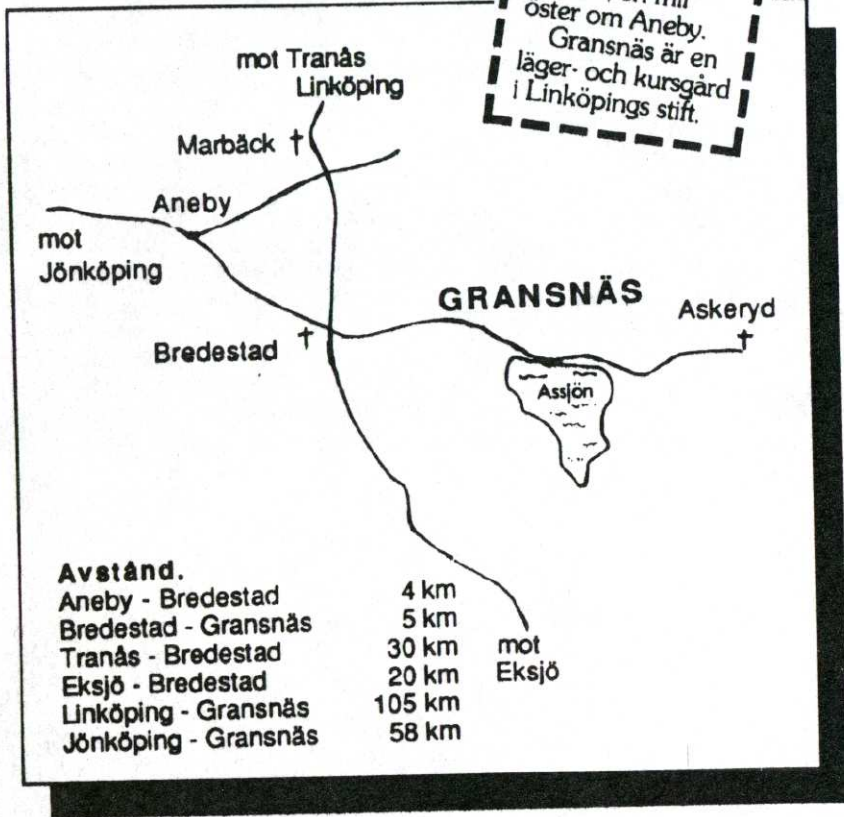 mil
öster om Aneby.
Gransnäs är en
läger- och kursgård
i Linköpings stift.
mot Tranås
Linköping
Marbäck
Aneby
mot
Jönköping
GRANSNÄS
Askeryd
Bredestad
Assjön
Avstånd.
Aneby - Bredestad 4 km
Bredestad - Gransnäs 5 km
Tranås - Bredestad 30 km
Eksjö - Bredestad 20 km
Linköping - Gransnäs 105 km
Jönköping - Gransnäs 58 km
mot
Eksjö